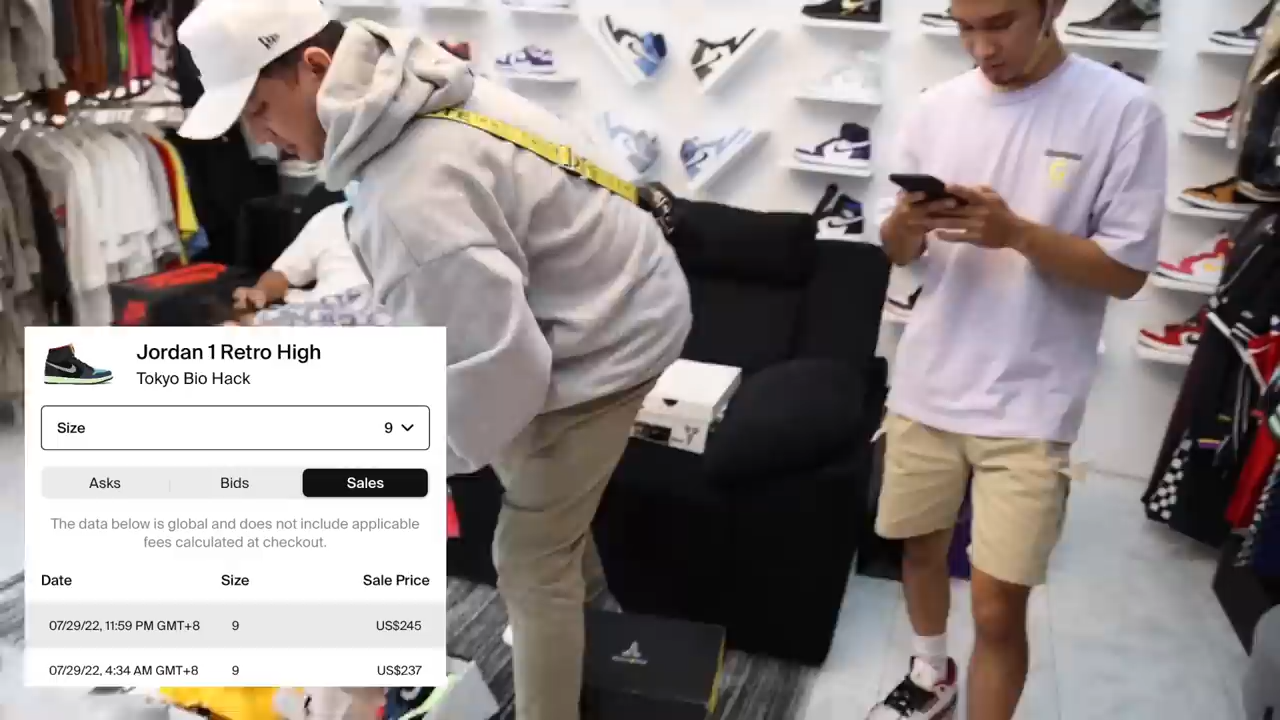 Jordan 1 Retro High
Tokyo Bio Hack
Size 9
Asks Bids Sales
The data below is global and does not include applicable
fees calculated at checkout.
Date Size Sale Price
07/29/22, 11:59 PM GMT+8 9 US$245
07/29/22, 4:34 AM GMT+8 9 US$237